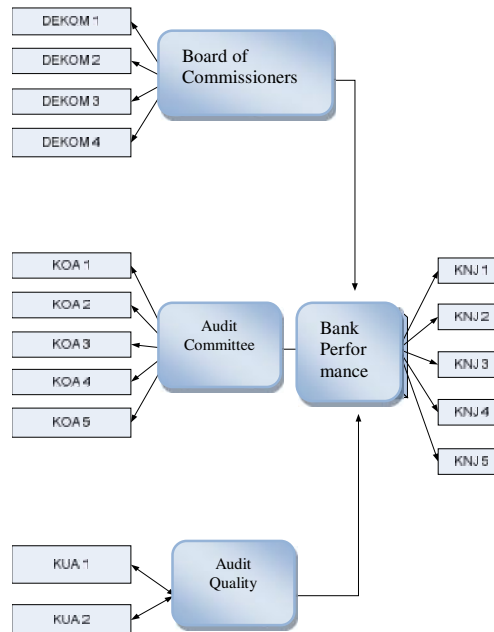 DEKOM 1
DEKOM 2
DEKOM 3
DEKOM 4
Board of
Commissioners
KOA 1
KOA 2
KOA 3
KOA 4
KOA 5
Audit
Committee
Bank
Perfor
mance
KNJ 1
KNJ 2
KNJ 3
KNJ 4
KNJ 5
KUA 1
KUA 2
Audit
Quality